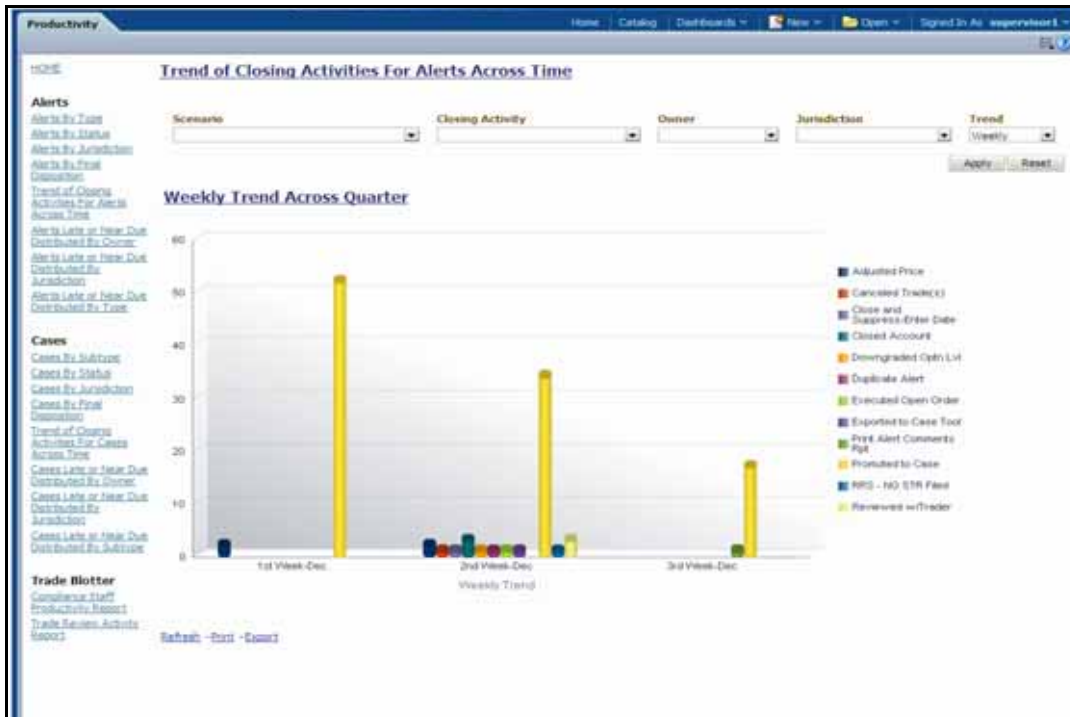 Productivity
Home Catalog Dashboards New Open Signed In As supervisor1
HOME
Alerts
Alerts By Type
Alerts By Status
Alerts By Jurisdiction
Alerts By Final
Disposition
Trend of Closing
Activities For Alerts
Across Time
Alerts Late or Near Due
Distributed By Owner
Alerts Late or Near Due
Distributed By
Jurisdiction
Alerts Late or Near Due
Distributed By Type
Cases
Cases By Subtype
Cases By Status
Cases By Jurisdiction
Cases By Final
Disposition
Trend of Closing
Activities For Cases
Across Time
Cases Late or Near Due
Distributed By Owner
Cases Late or Near Due
Distributed By
Jurisdiction
Cases Late or Near Due
Distributed By Subtype
Trade Blotter
Compliance Staff
Productivity Report
Trade Review Activity
Report
Trend of Closing Activities For Alerts Across Time
Scenario Closing Activity Owner Jurisdiction Trend
Weekly
Apply Reset
Weekly Trend Across Quarter
60
50
40
30
20
10
0
1st Week-Dec 2nd Week-Dec 3rd Week-Dec
Weekly Trend
Adjusted Price
Canceled Trade(s)
Close and
Suppress-Enter Date
Closed Account
Downgraded Optn Lvl
Duplicate Alert
Executed Open Order
Exported to Case Tool
Print Alert Comments
Rpt
Promoted to Case
RRS - NO STR Filed
Reviewed w/Trader
Refresh - Print - Export